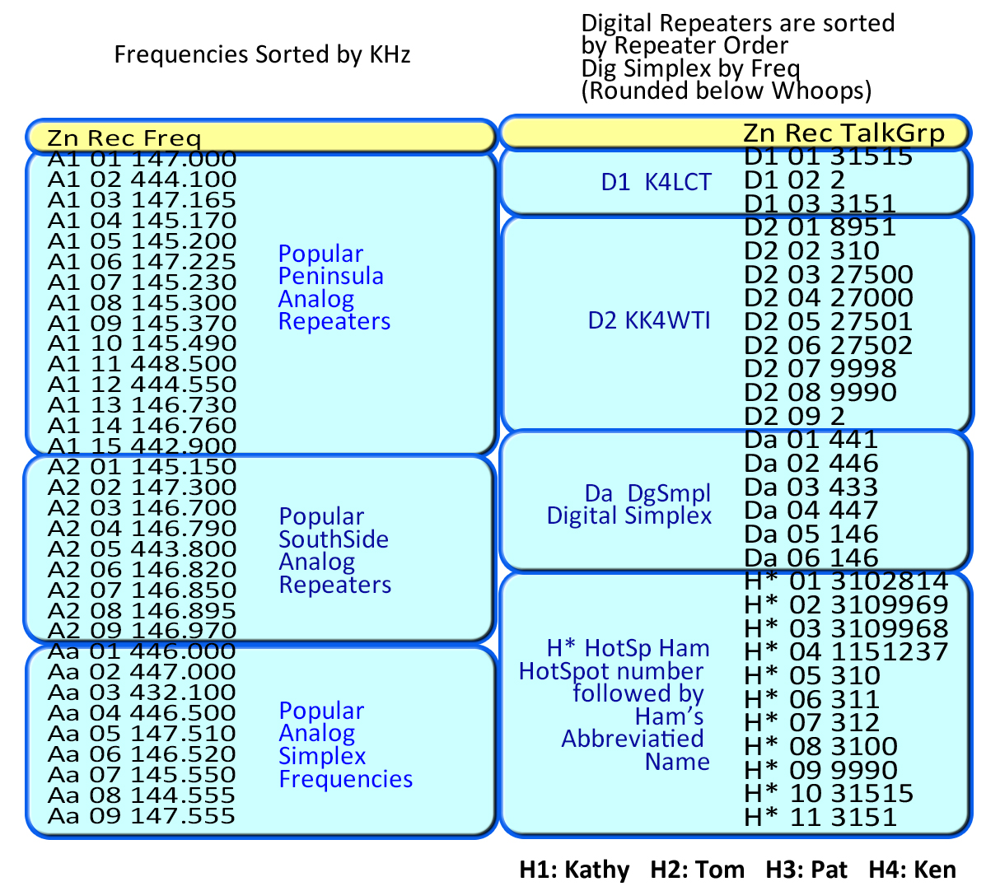 Frequencies Sorted by KHz
Zn Rec Freq
A1 01 147.000
A1 02 444.100
A1 03 147.165
A1 04 145.170
A1 05 145.200
A1 06 147.225
A1 07 145.230
A1 08 145.300
A1 09 145.370
A1 10 145.490
A1 11 448.500
A1 12 444.550
A1 13 146.730
A1 14 146.760
A1 15 442.900
Popular
Peninsula
Analog
Repeaters
A2 01 145.150
A2 02 147.300
A2 03 146.700
A2 04 146.790
A2 05 443.800
A2 06 146.820
A2 07 146.850
A2 08 146.895
A2 09 146.970
Popular
SouthSide
Analog
Repeaters
Aa 01 446.000
Aa 02 447.000
Aa 03 432.100
Aa 04 446.500
Aa 05 147.510
Aa 06 146.520
Aa 07 145.550
Aa 08 144.555
Aa 09 147.555
Popular
Analog
Simplex
Frequencies
Digital Repeaters are sorted
by Repeater Order
Dig Simplex by Freq
(Rounded below Whoops)
Zn Rec TalkGrp
D1 K4LCT
D1 01 31515
D1 02 2
D1 03 3151
D2 KK4WTI
D2 01 8951
D2 02 310
D2 03 27500
D2 04 27000
D2 05 27501
D2 06 27502
D2 07 9998
D2 08 9990
D2 09 2
Da DgSmpl
Digital Simplex
Da 01 441
Da 02 446
Da 03 433
Da 04 447
Da 05 146
Da 06 146
H* HotSp Ham
HotSpot number
followed by
Ham's
Abbreviatied
Name
H* 01 3102814
H* 02 3109969
H* 03 3109968
H* 04 1151237
H* 05 310
H* 06 311
H* 07 312
H* 08 3100
H* 09 9990
H* 10 31515
H* 11 3151
H1: Kathy H2: Tom H3: Pat H4: Ken